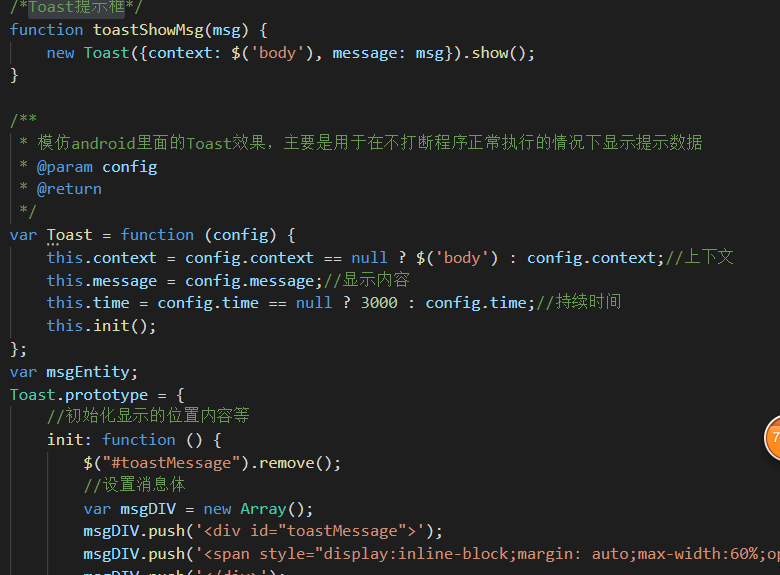 /*Toast提示框*/
function toastShowMsg(msg) {
    new Toast({context: $('body'), message: msg}).show();
}
/**
 * 模仿android里面的Toast效果，主要是用于在不打断程序正常执行的情况下显示提示数据
 * @param config
 * @return
 */
var Toast = function (config) {
    this.context = config.context == null ? $('body') : config.context;//上下文
    this.message = config.message;//显示内容
    this.time = config.time == null ? 3000 : config.time;//持续时间
    this.init();
};
var msgEntity;
Toast.prototype = {
    //初始化显示的位置内容等
    init: function () {
        $("#toastMessage").remove();
        //设置消息体
        var msgDIV = new Array();
        msgDIV.push('<div id="toastMessage">');
        msgDIV.push('<span style="display:inline-block;margin: auto;max-width:60%;op
        msgDIV.push('</div>');
7